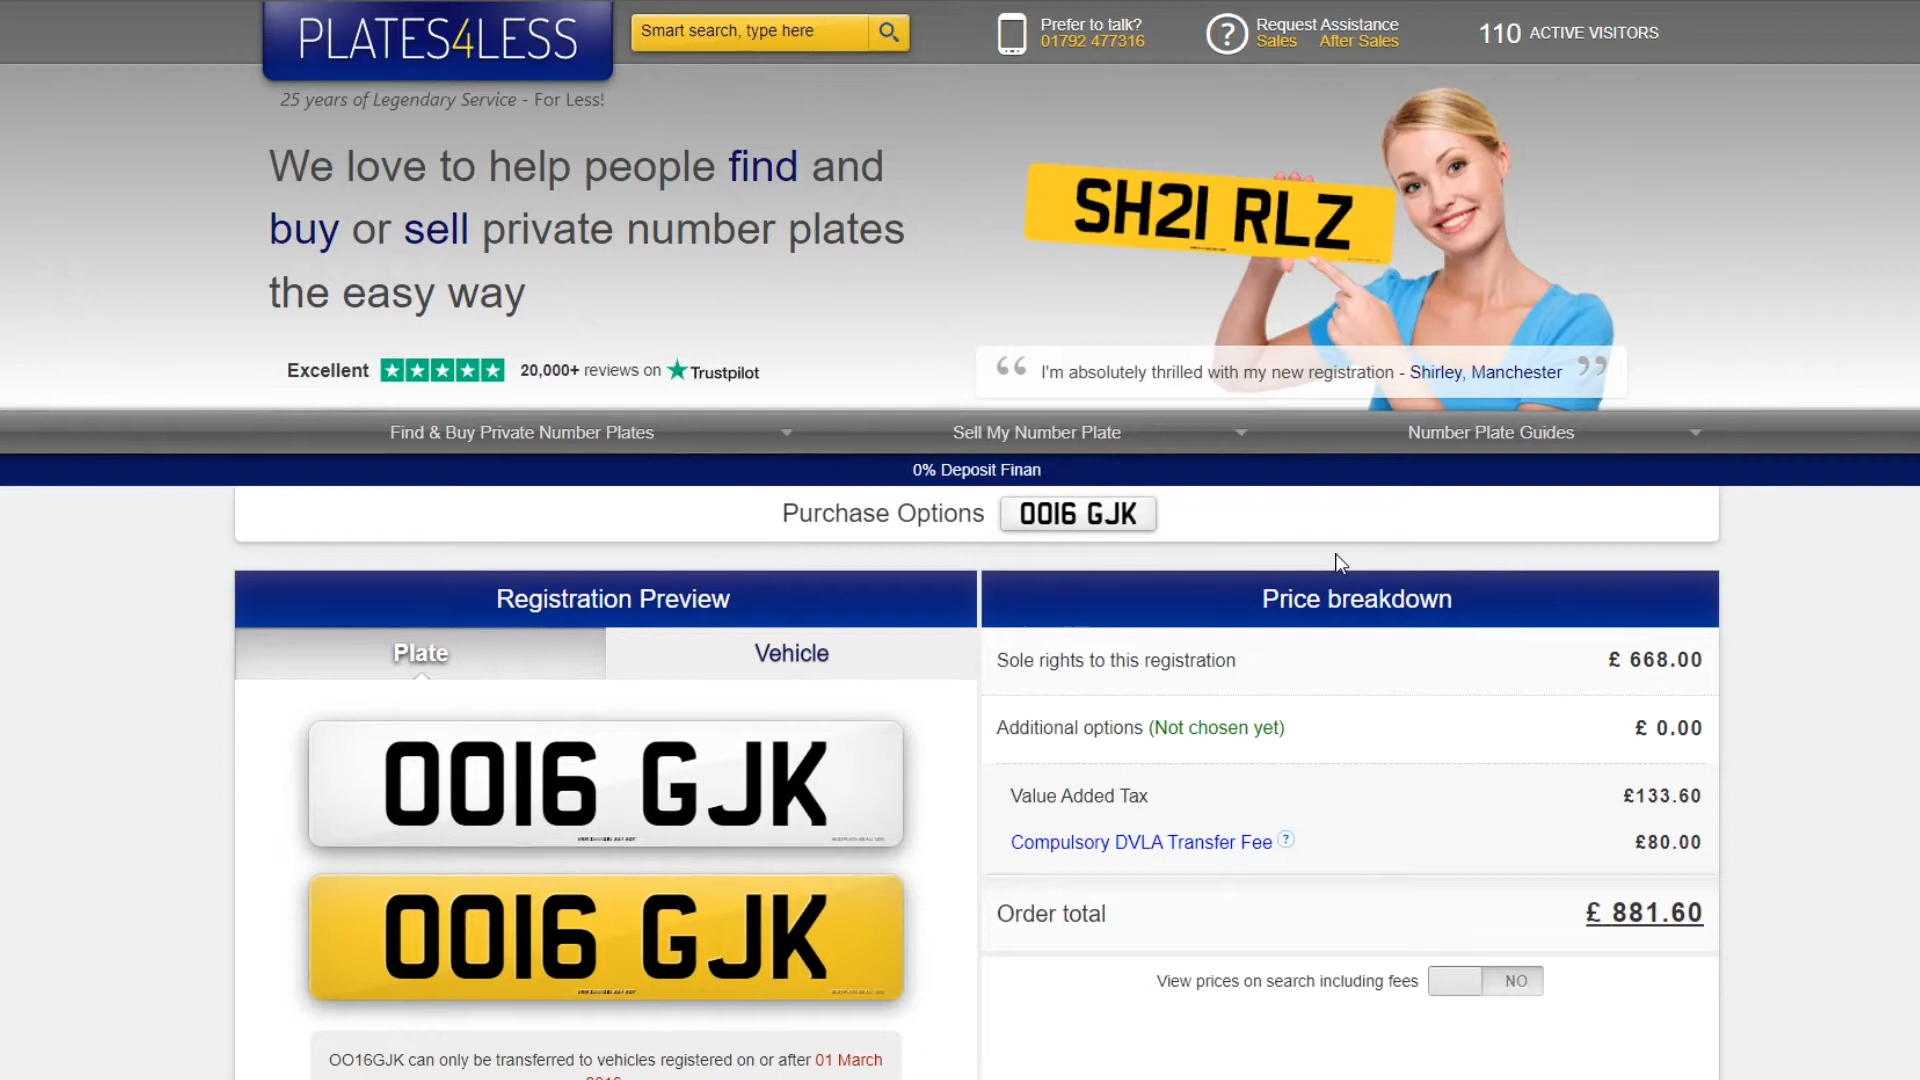 PLATES4LESS
Smart search, type here
Prefer to talk?
01792 477316
Request Assistance
Sales After Sales
110 ACTIVE VISITORS
25 years of Legendary Service - For Less!
We love to help people find and
buy or sell private number plates
the easy way
SH21 RLZ
Excellent 20,000+ reviews on Trustpilot
“ I'm absolutely thrilled with my new registration - Shirley, Manchester ”
Find & Buy Private Number Plates
Sell My Number Plate
Number Plate Guides
0% Deposit Finan
Purchase Options OO16 GJK
Registration Preview
Plate
Vehicle
OO16 GJK
OO16 GJK
OO16GJK can only be transferred to vehicles registered on or after 01 March
Price breakdown
Sole rights to this registration £ 668.00
Additional options (Not chosen yet) £ 0.00
Value Added Tax £133.60
Compulsory DVLA Transfer Fee ? £80.00
Order total £ 881.60
View prices on search including fees NO